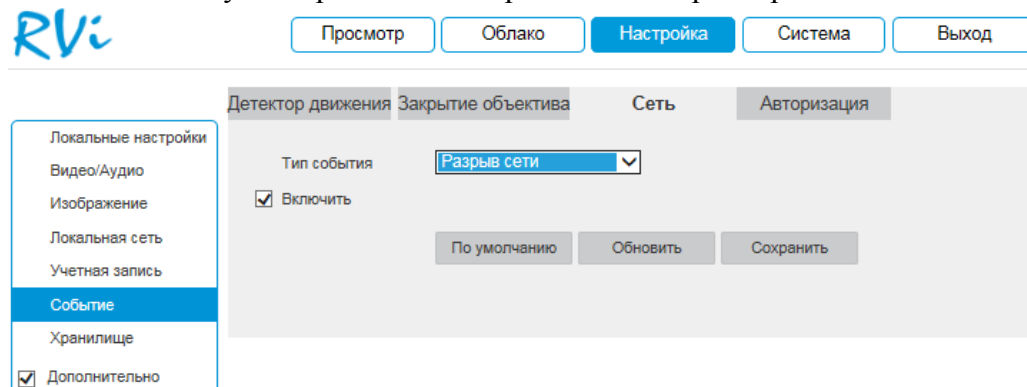 RVi
Просмотр Облако Настройка Система Выход
Детектор движения Закрытие объектива Сеть Авторизация
Локальные настройки
Видео/Аудио
Изображение
Локальная сеть
Учетная запись
Событие
Хранилище
Дополнительно
Тип события Разрыв сети
Включить
По умолчанию Обновить Сохранить